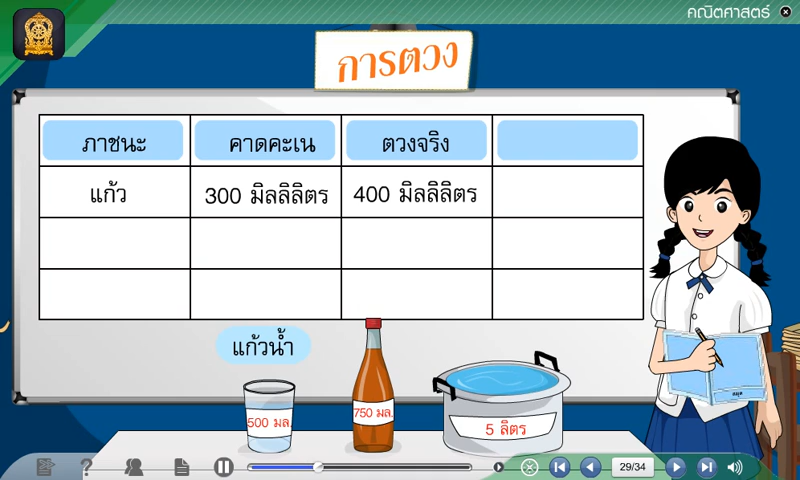 คณิตศาสตร์
การตวง
ภาชนะ คาดคะเน ตวงจริง
แก้ว 300 มิลลิลิตร 400 มิลลิลิตร
แก้วน้ำ
500 มล.
750 มล.
5 ลิตร
สมุด
29/34